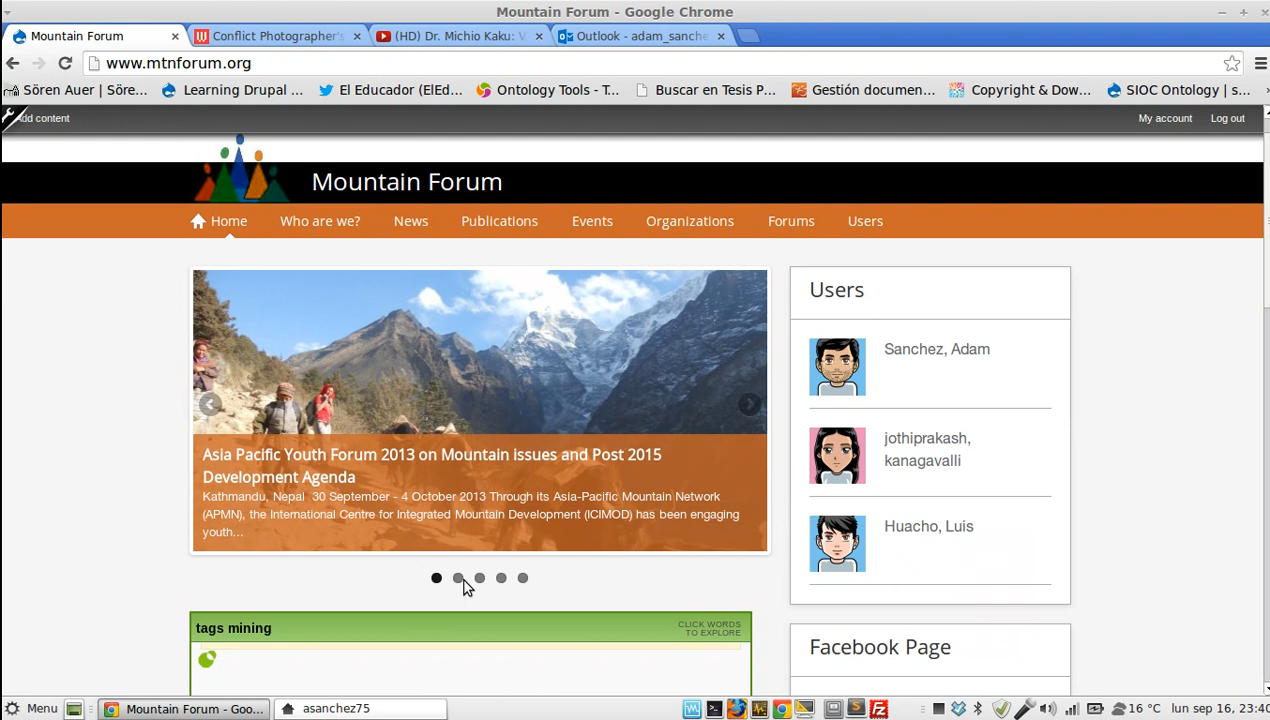 Mountain Forum - Google Chrome
Mountain Forum
Conflict Photographer's
(HD) Dr. Michio Kaku: V
Outlook - adam_sanche
www.mtnforum.org
Sören Auer | Söre...
Learning Drupal ...
El Educador (ElEd...
Ontology Tools - T...
Buscar en Tesis P...
Gestión documen...
Copyright & Dow...
SIOC Ontology | s...
Add content
My account
Log out
Mountain Forum
Home
Who are we?
News
Publications
Events
Organizations
Forums
Users
Asia Pacific Youth Forum 2013 on Mountain issues and Post 2015
Development Agenda
Kathmandu, Nepal 30 September - 4 October 2013 Through its Asia-Pacific Mountain Network
(APMN), the International Centre for Integrated Mountain Development (ICIMOD) has been engaging
youth...
Users
Sanchez, Adam
jothiprakash,
kanagavalli
Huacho, Luis
tags mining
CLICK WORDS
TO EXPLORE
Facebook Page
Menu
Mountain Forum - Goo...
asanchez75
16 °C
lun sep 16, 23:40